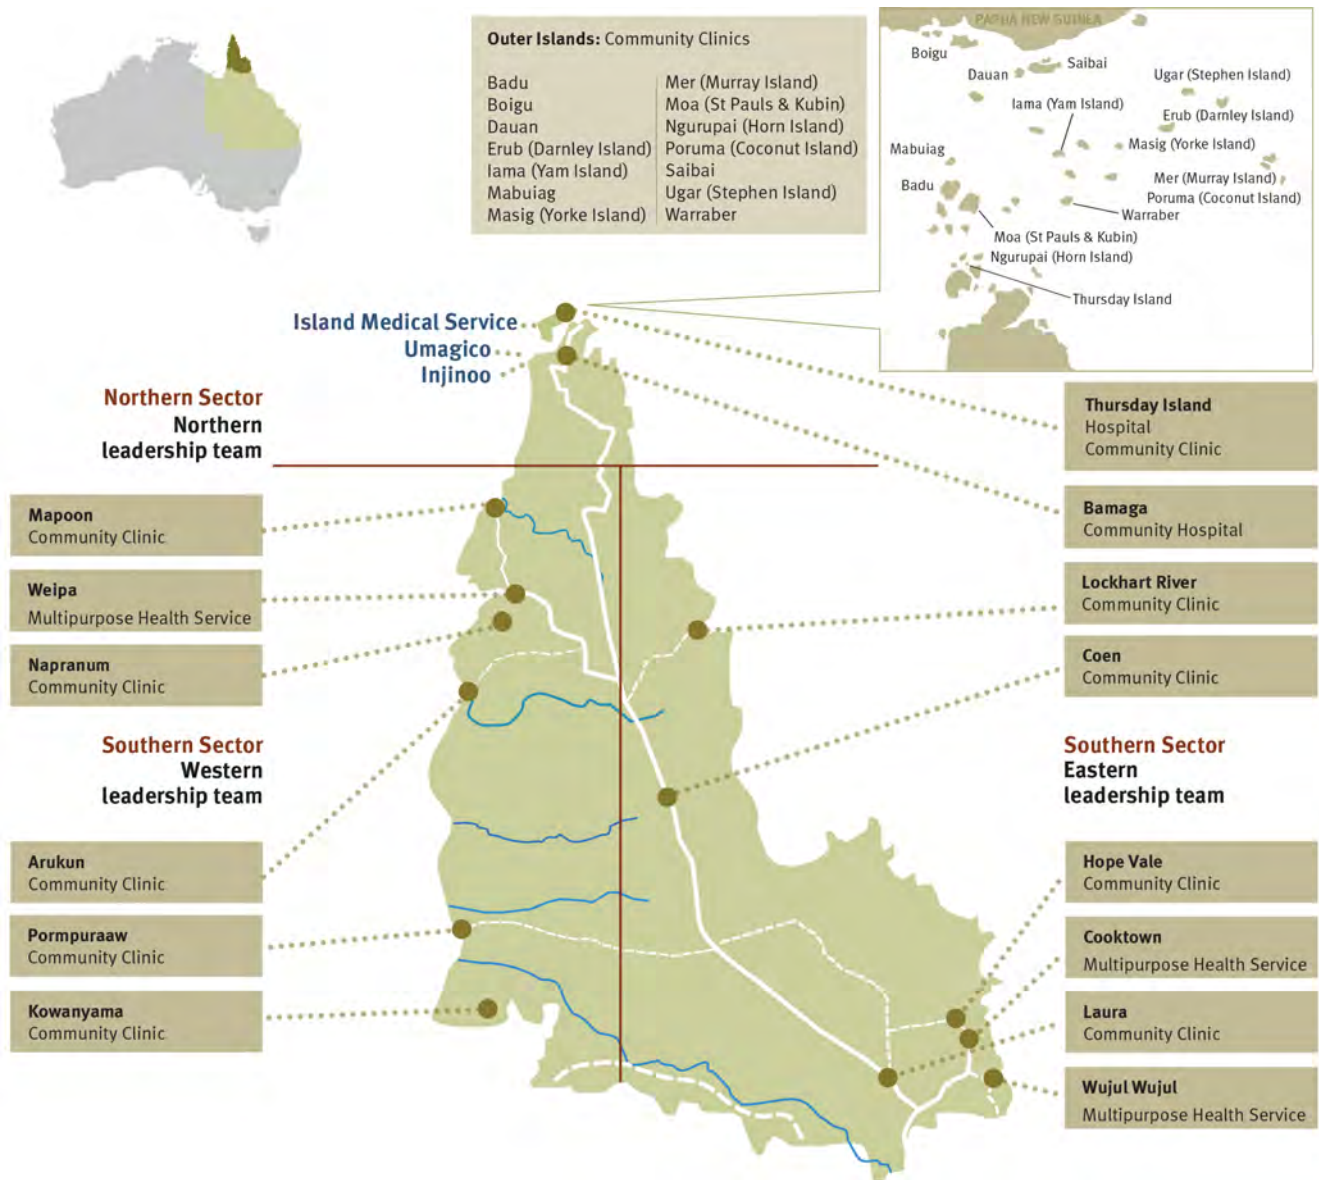 Outer Islands: Community Clinics
Badu
Boigu
Dauan
Erub (Darnley Island)
Iama (Yam Island)
Mabuiag
Masig (Yorke Island)
Mer (Murray Island)
Moa (St Pauls & Kubin)
Ngurupai (Horn Island)
Poruma (Coconut Island)
Saibai
Ugar (Stephen Island)
Warraber
PAPUA NEW GUINEA
Boigu
Dauan
Saibai
Ugar (Stephen Island)
Iama (Yam Island)
Erub (Darnley Island)
Mabuiag
Masig (Yorke Island)
Badu
Mer (Murray Island)
Poruma (Coconut Island)
Warraber
Moa (St Pauls & Kubin)
Ngurupai (Horn Island)
Thursday Island
Island Medical Service
Umagico
Injinoo
Northern Sector
Northern
leadership team
Mapoon
Community Clinic
Weipa
Multipurpose Health Service
Napranum
Community Clinic
Southern Sector
Western
leadership team
Arukun
Community Clinic
Pormpuraaw
Community Clinic
Kowanyama
Community Clinic
Thursday Island
Hospital
Community Clinic
Bamaga
Community Hospital
Lockhart River
Community Clinic
Coen
Community Clinic
Southern Sector
Eastern
leadership team
Hope Vale
Community Clinic
Cooktown
Multipurpose Health Service
Laura
Community Clinic
Wujul Wujul
Multipurpose Health Service